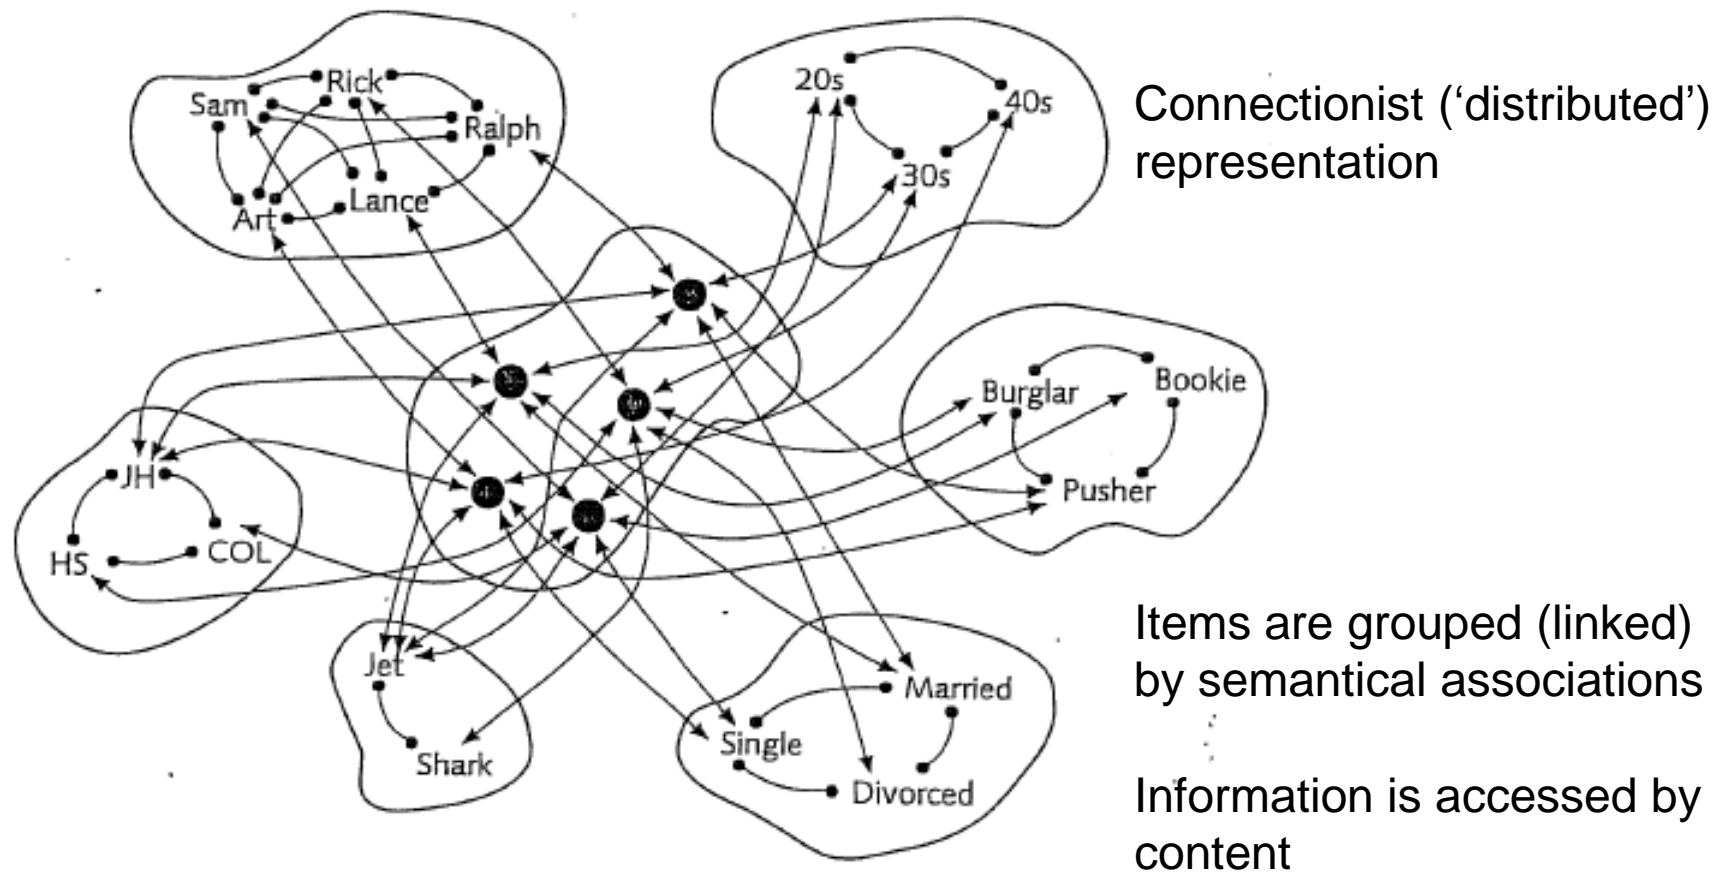 Rick
Sam
Ralph
Lance
Art
20s
40s
30s
Connectionist (‘distributed’)
representation
Burglar
Bookie
Pusher
JH
HS
COL
Jet
Shark
Married
Single
Divorced
Items are grouped (linked)
by semantical associations
Information is accessed by
content